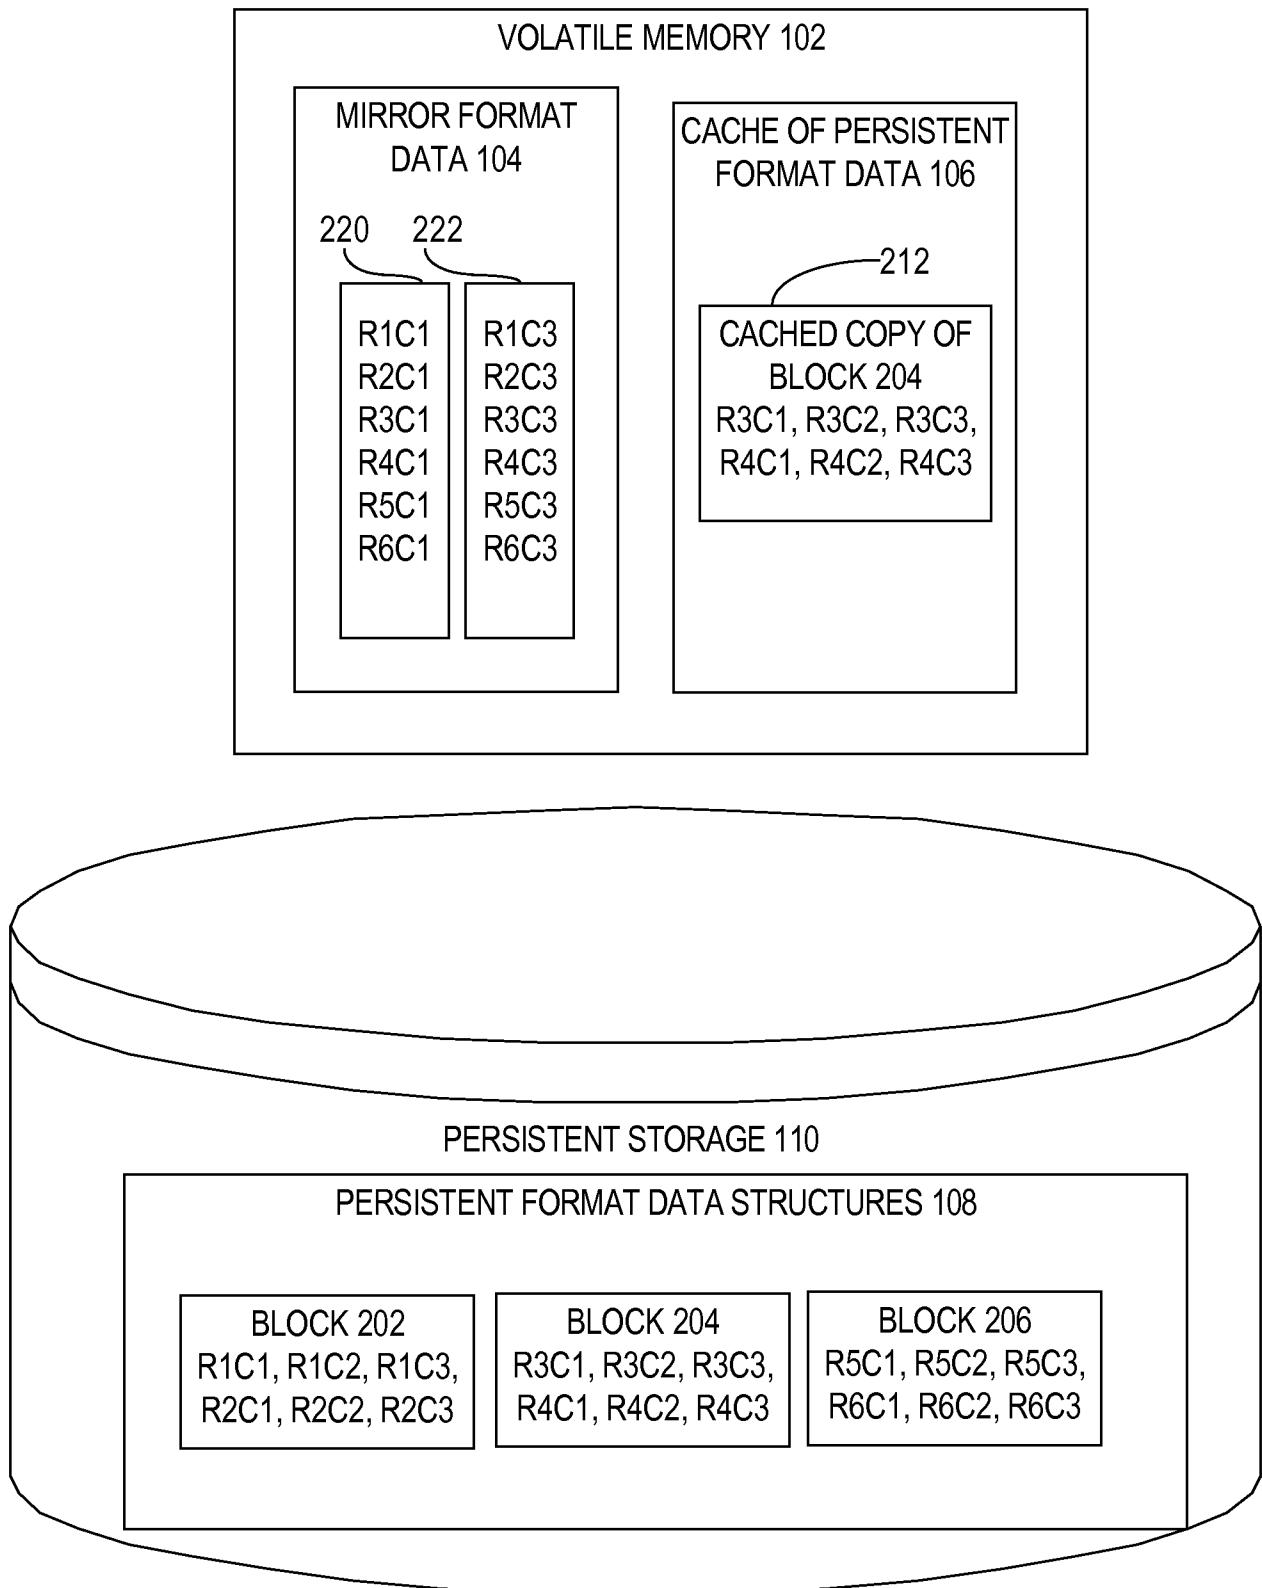 VOLATILE MEMORY 102
MIRROR FORMAT
DATA 104
220
222
R1C1
R2C1
R3C1
R4C1
R5C1
R6C1
R1C3
R2C3
R3C3
R4C3
R5C3
R6C3
CACHE OF PERSISTENT
FORMAT DATA 106
212
CACHED COPY OF
BLOCK 204
R3C1, R3C2, R3C3,
R4C1, R4C2, R4C3
PERSISTENT STORAGE 110
PERSISTENT FORMAT DATA STRUCTURES 108
BLOCK 202
R1C1, R1C2, R1C3,
R2C1, R2C2, R2C3
BLOCK 204
R3C1, R3C2, R3C3,
R4C1, R4C2, R4C3
BLOCK 206
R5C1, R5C2, R5C3,
R6C1, R6C2, R6C3